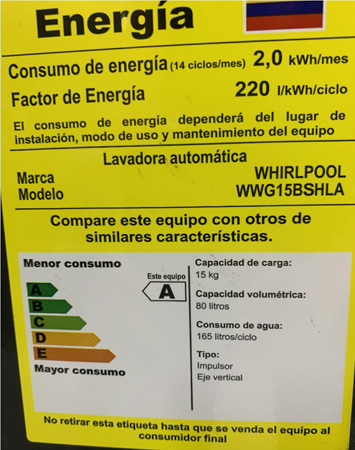 Energía
Consumo de energía (14 ciclos/mes) 2,0 kWh/mes
Factor de Energía 220 l/kWh/ciclo
El consumo de energía dependerá del lugar de
instalación, modo de uso y mantenimiento del equipo
Lavadora automática
Marca WHIRLPOOL
Modelo WWG15BSHLA
Compare este equipo con otros de
similares características.
Menor consumo
Este equipo
A
A
B
C
D
E
Mayor consumo
Capacidad de carga:
15 kg
Capacidad volumétrica:
80 litros
Consumo de agua:
165 litros/ciclo
Tipo:
Impulsor
Eje vertical
No retirar esta etiqueta hasta que se venda el equipo al
consumidor final